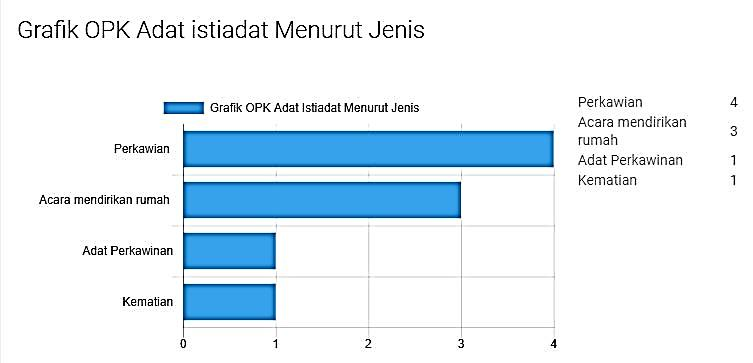 Grafik OPK Adat istiadat Menurut Jenis
Grafik OPK Adat Istiadat Menurut Jenis
Perkawian
Acara mendirikan rumah
Adat Perkawinan
Kematian
0 1 2 3 4
Perkawian 4
Acara mendirikan
rumah 3
Adat Perkawinan 1
Kematian 1